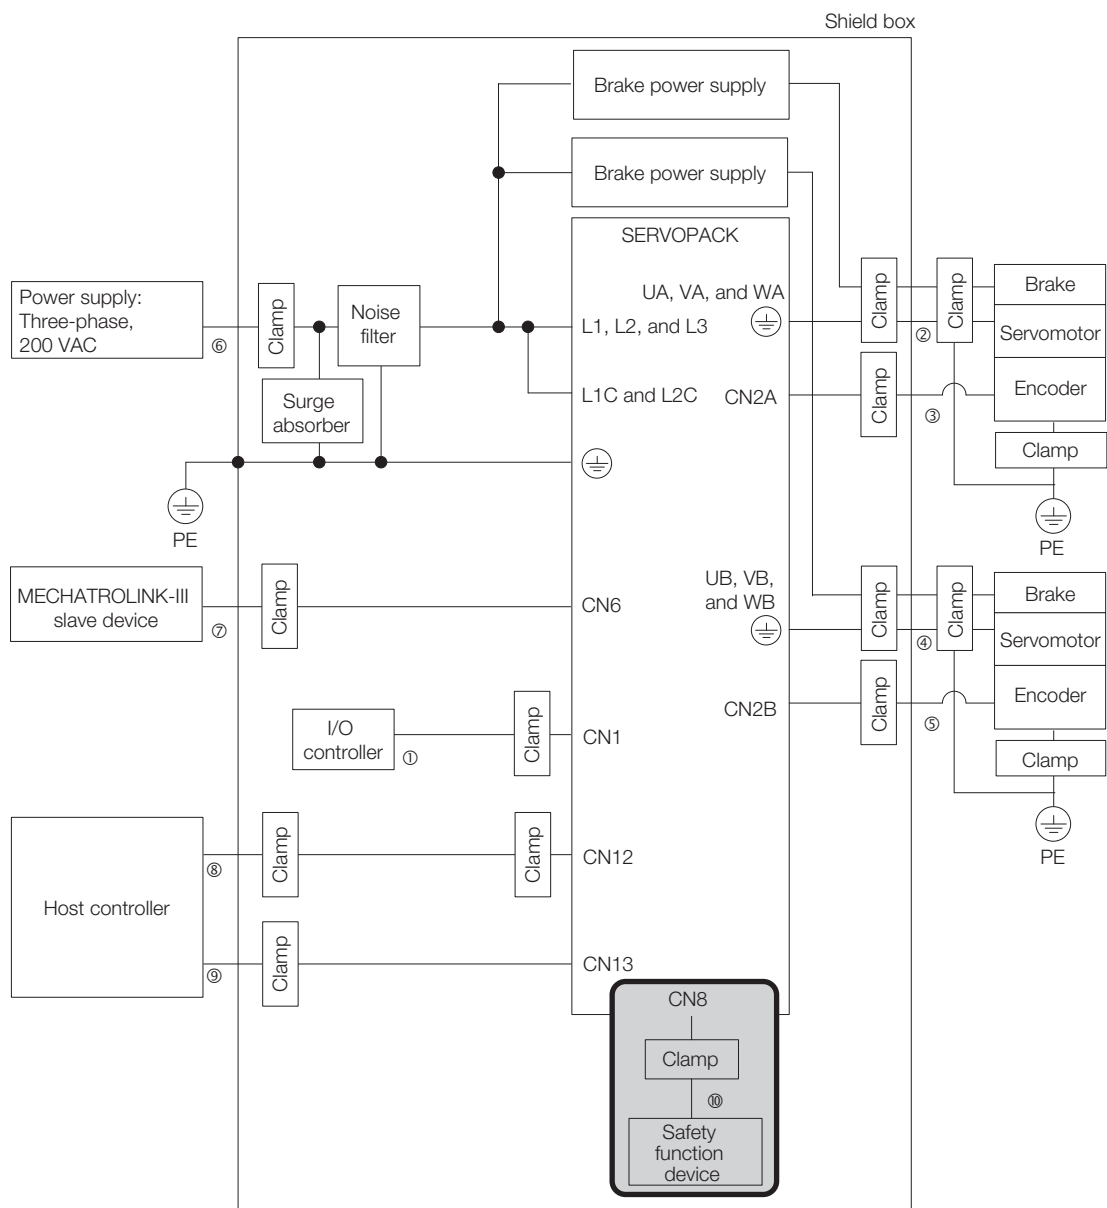 Shield box
Brake power supply
Brake power supply
SERVOPACK
Power supply:
Three-phase,
200 VAC
⑥
Clamp
Noise
filter
Surge
absorber
L1, L2, and L3
L1C and L2C
UA, VA, and WA
CN2A
Clamp
②
Clamp
Brake
Servomotor
Encoder
Clamp
③
Clamp
PE
PE
MECHATROLINK-III
slave device
⑦
Clamp
CN6
UB, VB,
and WB
CN2B
Clamp
④
Clamp
Brake
Servomotor
Encoder
Clamp
⑤
Clamp
PE
I/O
controller
①
Clamp
CN1
Host controller
⑧
Clamp
Clamp
CN12
⑨
Clamp
CN13
CN8
Clamp
⑩
Safety
function
device